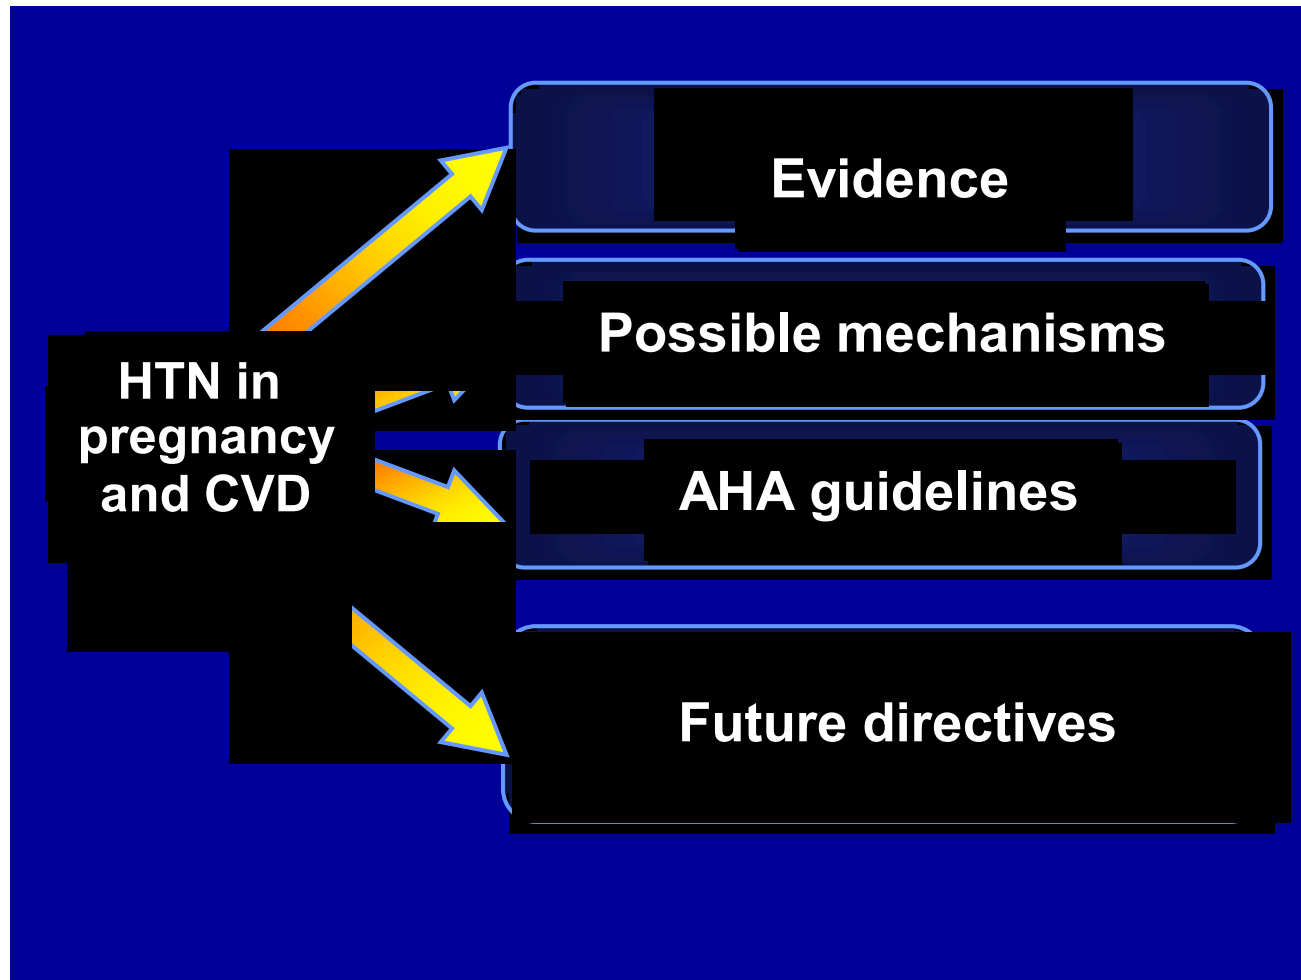 HTN in
pregnancy
and CVD
Evidence
Possible mechanisms
AHA guidelines
Future directives